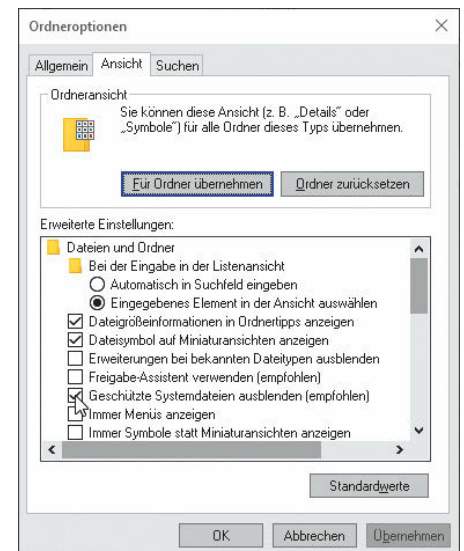 Ordneroptionen
Allgemein Ansicht Suchen
Ordneransicht
Sie können diese Ansicht (z. B. „Details“ oder
„Symbole“) für alle Ordner dieses Typs übernehmen.
Für Ordner übernehmen Ordner zurücksetzen
Erweiterte Einstellungen:
Dateien und Ordner
Bei der Eingabe in der Listenansicht
Automatisch in Suchfeld eingeben
Eingegebenes Element in der Ansicht auswählen
Dateigrößeinformationen in Ordnertipps anzeigen
Dateisymbol auf Miniaturansichten anzeigen
Erweiterungen bei bekannten Dateitypen ausblenden
Freigabe-Assistent verwenden (empfohlen)
Geschützte Systemdateien ausblenden (empfohlen)
Immer Menüs anzeigen
Immer Symbole statt Miniaturansichten anzeigen
Standardwerte
OK Abbrechen Übernehmen